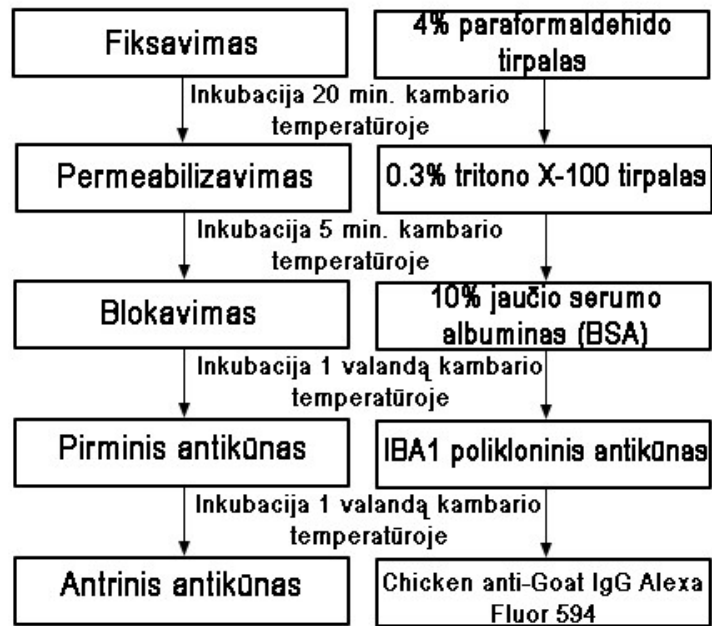 Fiksavimas
4% paraformaldehido
tirpalas
Inkubacija 20 min. kambario
temperatūroje
Permeabilizavimas
0.3% tritono X-100 tirpalas
Inkubacija 5 min. kambario
temperatūroje
Blokavimas
10% jaučio serumo
albuminas (BSA)
Inkubacija 1 valandą kambario
temperatūroje
Pirminis antikūnas
IBA1 polikloninis antikūnas
Inkubacija 1 valandą kambario
temperatūroje
Antrinis antikūnas
Chicken anti-Goat IgG Alexa
Fluor 594